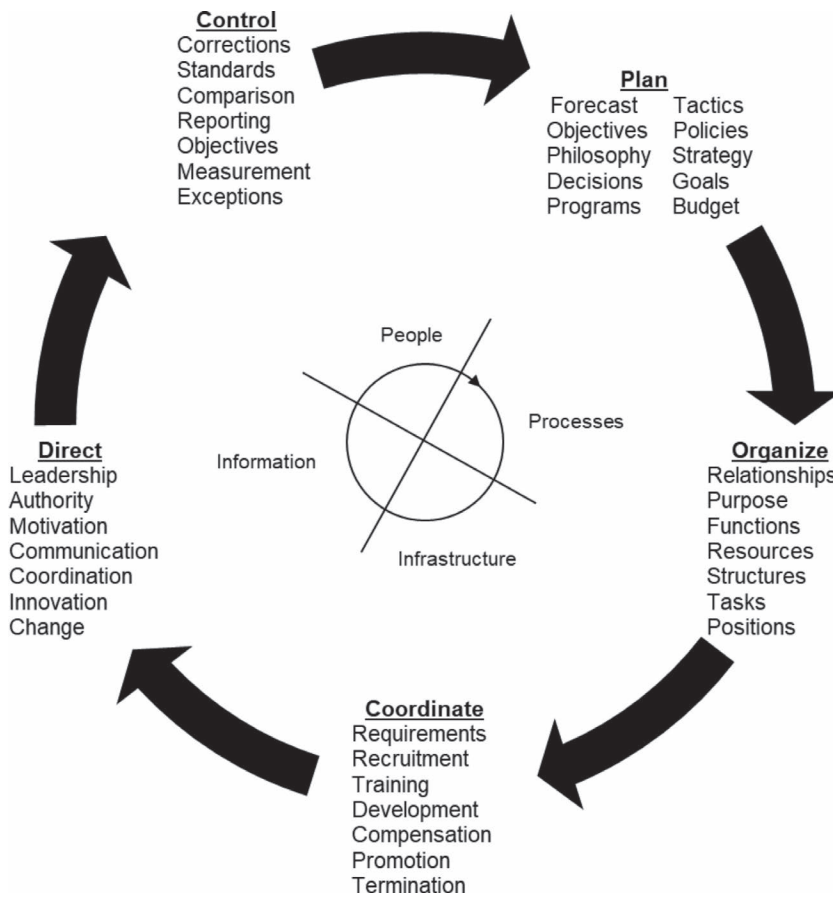 Control
Corrections
Standards
Comparison
Reporting
Objectives
Measurement
Exceptions
Plan
Forecast Tactics
Objectives Policies
Philosophy Strategy
Decisions Goals
Programs Budget
People
Processes
Information
Infrastructure
Organize
Relationships
Purpose
Functions
Resources
Structures
Tasks
Positions
Coordinate
Requirements
Recruitment
Training
Development
Compensation
Promotion
Termination
Direct
Leadership
Authority
Motivation
Communication
Coordination
Innovation
Change